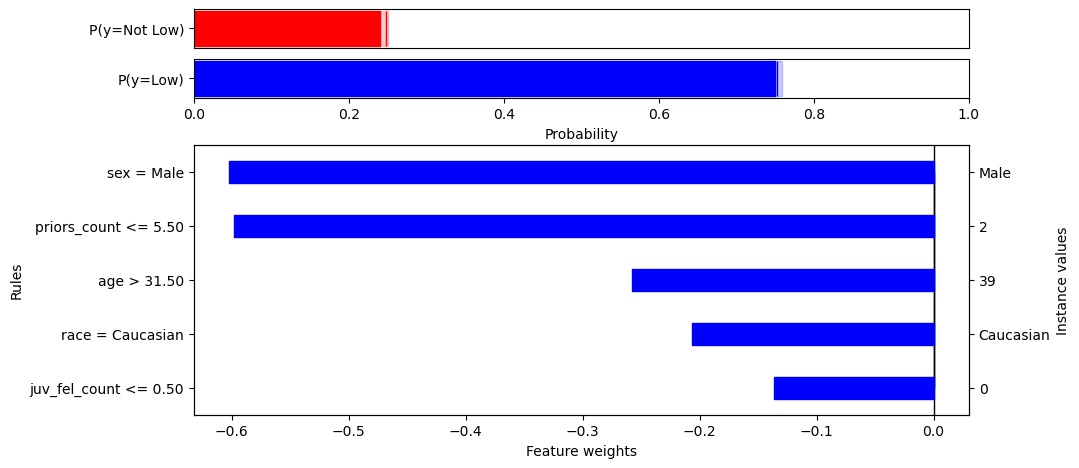 P(y=Not Low)
P(y=Low)
0.0 0.2 0.4 0.6 0.8 1.0
Probability
Rules
sex = Male Male
priors_count <= 5.50 2
age > 31.50 39
race = Caucasian Caucasian
juv_fel_count <= 0.50 0
Instance values
−0.6 −0.5 −0.4 −0.3 −0.2 −0.1 0.0
Feature weights